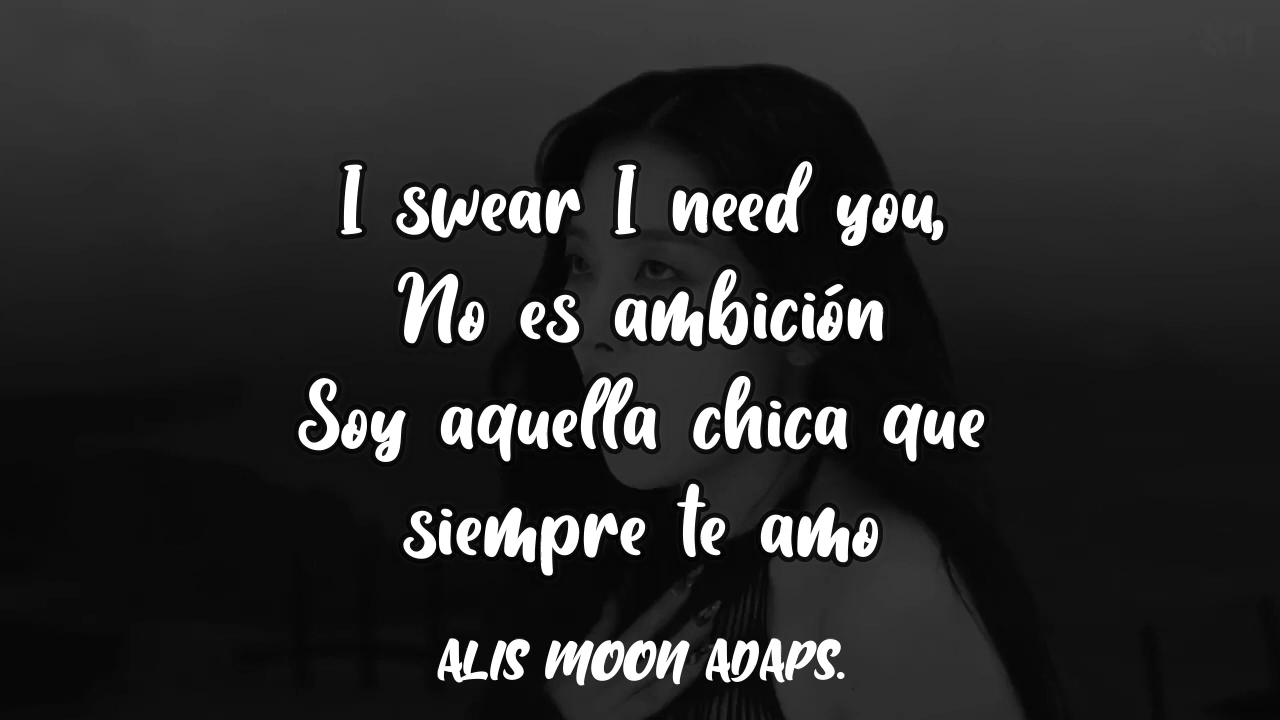 I swear I need you,
No es ambición
Soy aquella chica que
siempre te amo
ALIS MOON ADAPS.